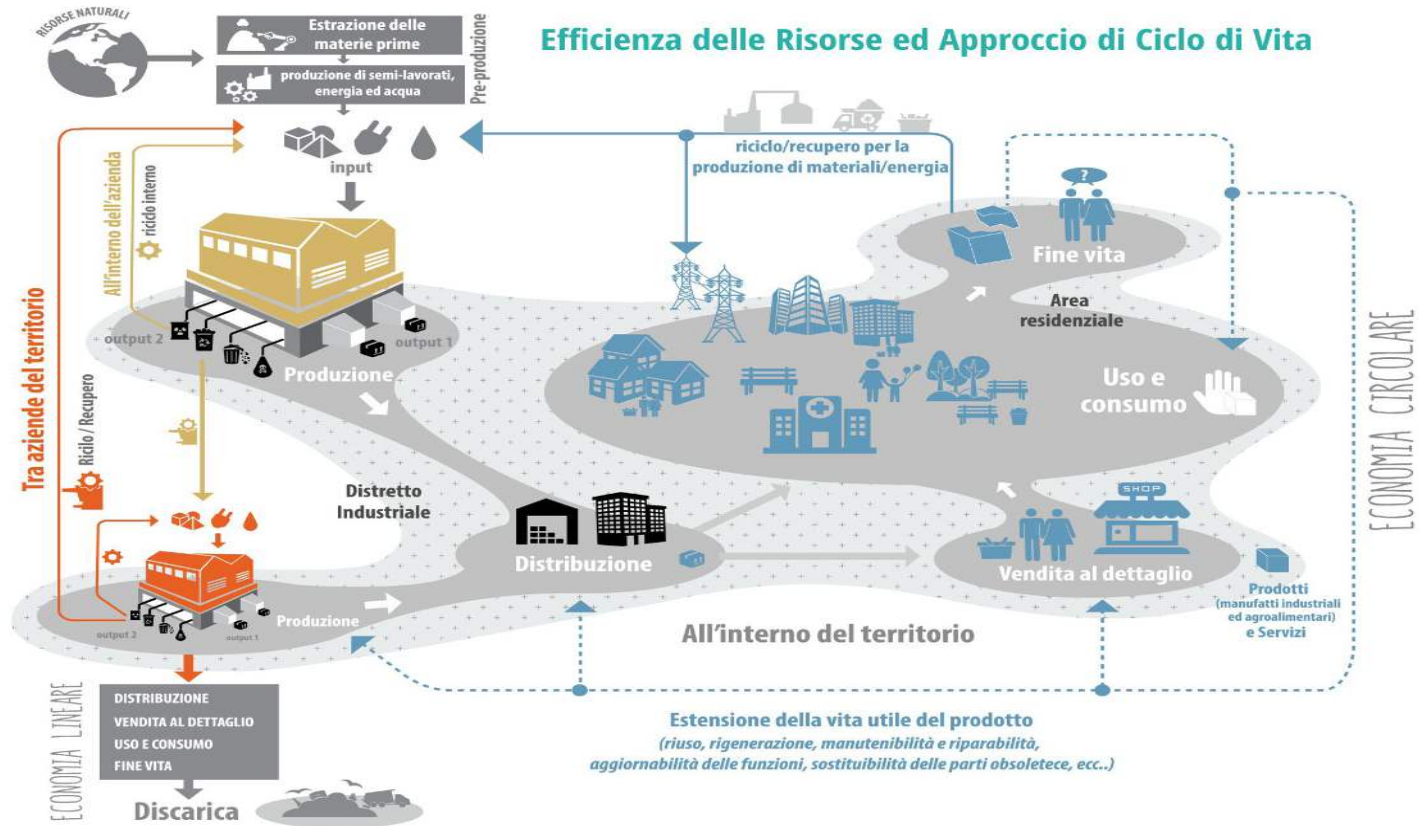 RISORSE NATURALI
Estrazione delle
materie prime
produzione di semi-lavorati,
energia ed acqua
Pre-produzione
Efficienza delle Risorse ed Approccio di Ciclo di Vita
input
riciclo/recupero per la
produzione di materiali/energia
?
Fine vita
Area
residenziale
Tra aziende del territorio
All'interno dell'azienda
riciclo interno
Ricilo / Recupero
output 2
output 1
Produzione
Uso e
consumo
ECONOMIA CIRCOLARE
Distretto
Industriale
Distribuzione
SHOP
Vendita al dettaglio
Prodotti
(manufatti industriali
ed agroalimentari)
e Servizi
output 2
output 1
Produzione
All'interno del territorio
ECONOMIA LINEARE
DISTRIBUZIONE
VENDITA AL DETTAGLIO
USO E CONSUMO
FINE VITA
Discarica
Estensione della vita utile del prodotto
(riuso, rigenerazione, manutenibilità e riparabilità,
aggiornabilità delle funzioni, sostituibilità delle parti obsoletece, ecc..)